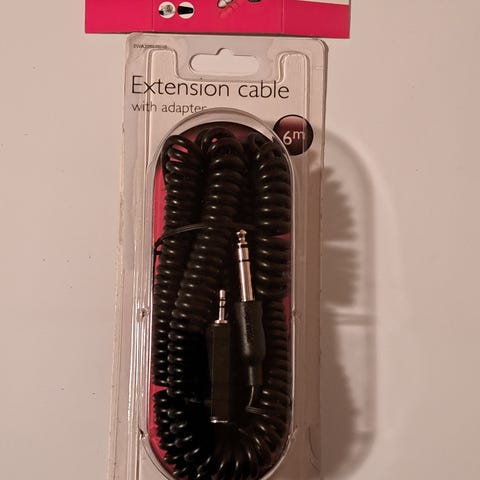 Extension cable
with adapter
6m